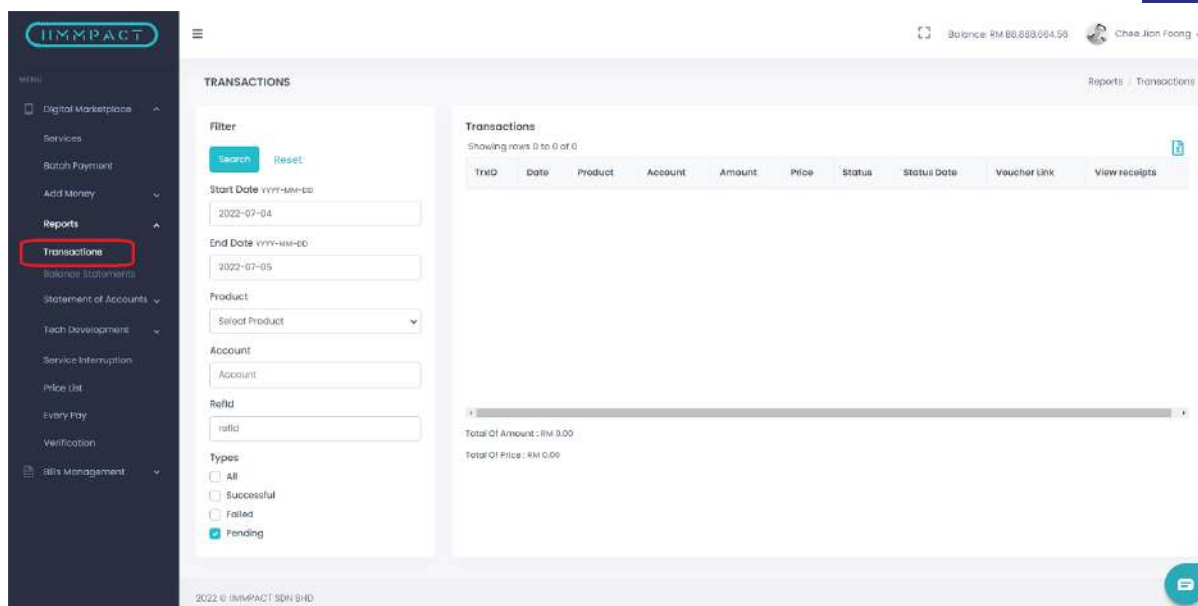 IIMMPACT
Balance: RM 88,888,664.56
Chee Jian Foong
MENU
Digital Marketplace
Services
Batch Payment
Add Money
Reports
Transactions
Balance Statements
Statement of Accounts
Tech Development
Service Interruption
Price List
Every Pay
Verification
Bills Management
TRANSACTIONS
Reports / Transactions
Filter
Search Reset
Start Date YYYY-MM-DD
2022-07-04
End Date YYYY-MM-DD
2022-07-05
Product
Select Product
Account
Account
RefId
refId
Types
All
Successful
Failed
Pending
Transactions
Showing rows 0 to 0 of 0
TrxID Date Product Account Amount Price Status Status Date Voucher Link View receipts
Total Of Amount : RM 0.00
Total Of Price : RM 0.00
2022 © IIMMPACT SDN BHD